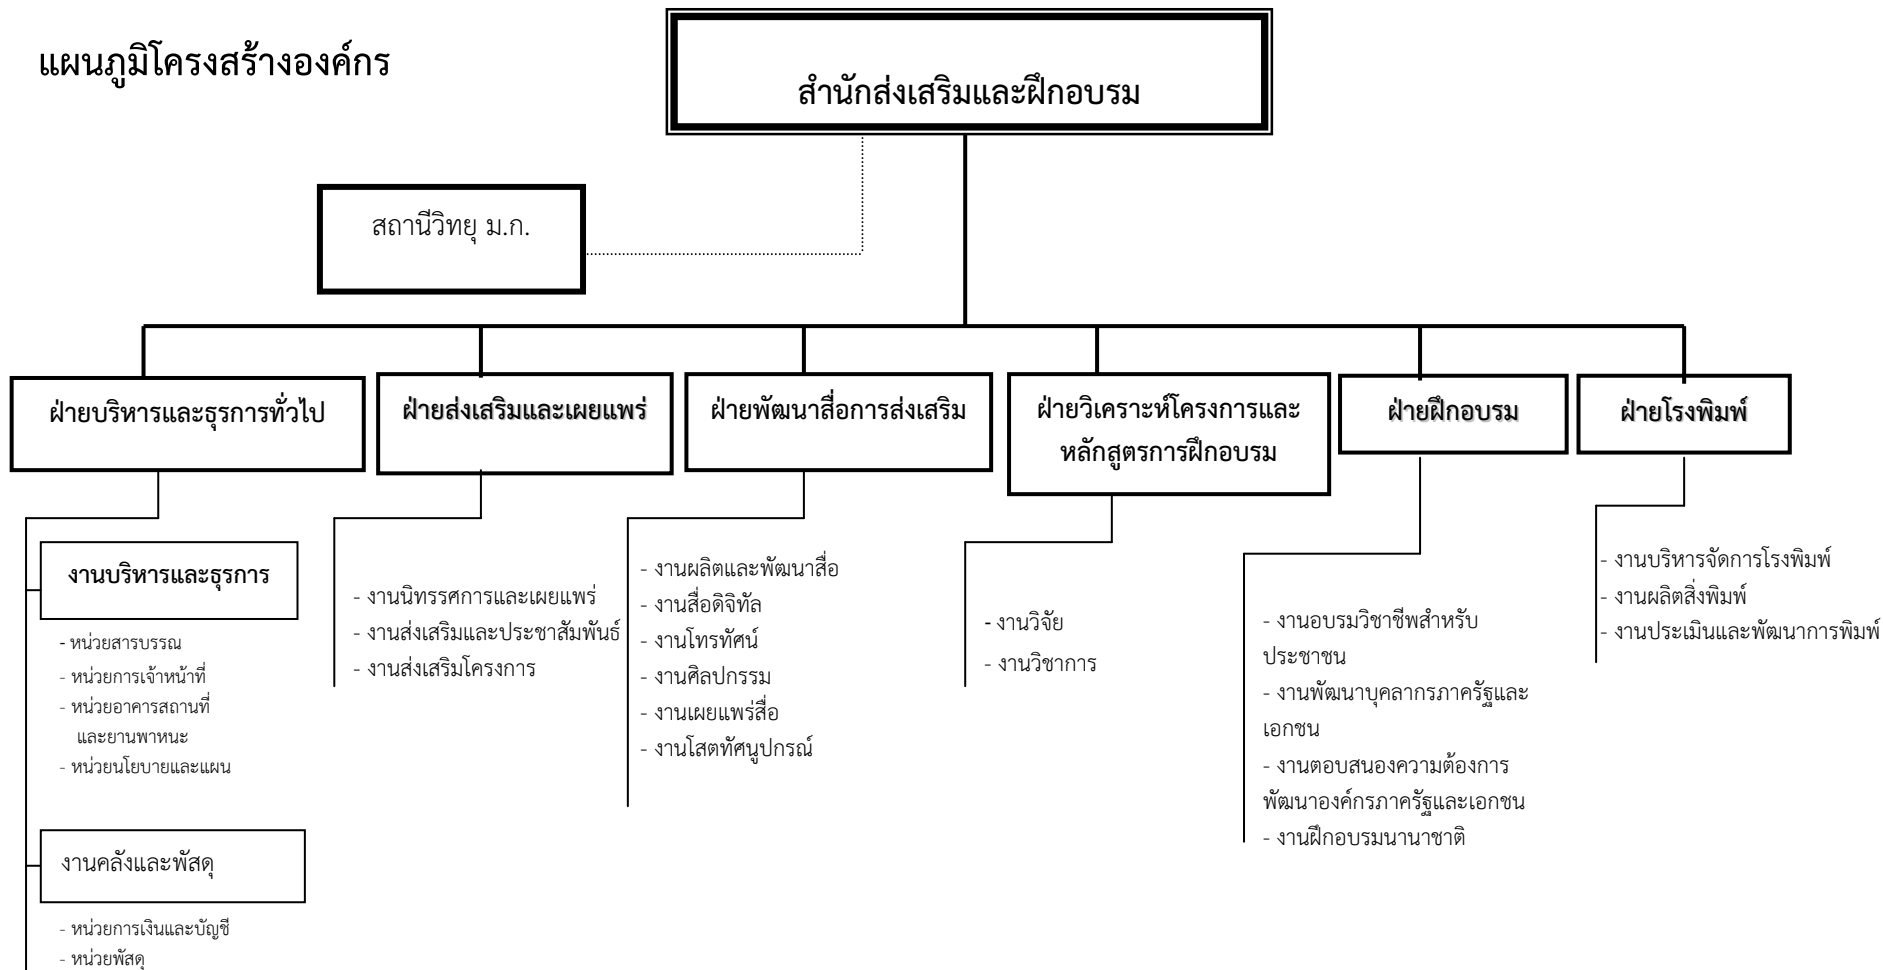 แผนภูมิโครงสร้างองค์กร
สำนักส่งเสริมและฝึกอบรม
สถานีวิทยุ ม.ก.
ฝ่ายบริหารและธุรการทั่วไป
งานบริหารและธุรการ
- หน่วยสารบรรณ
- หน่วยการเจ้าหน้าที่
- หน่วยอาคารสถานที่
และยานพาหนะ
- หน่วยนโยบายและแผน
งานคลังและพัสดุ
- หน่วยการเงินและบัญชี
- หน่วยพัสดุ
ฝ่ายส่งเสริมและเผยแพร่
- งานนิทรรศการและเผยแพร่
- งานส่งเสริมและประชาสัมพันธ์
- งานส่งเสริมโครงการ
ฝ่ายพัฒนาสื่อการส่งเสริม
- งานผลิตและพัฒนาสื่อ
- งานสื่อดิจิทัล
- งานโทรทัศน์
- งานศิลปกรรม
- งานเผยแพร่สื่อ
- งานโสตทัศนูปกรณ์
ฝ่ายวิเคราะห์โครงการและ
หลักสูตรการฝึกอบรม
- งานวิจัย
- งานวิชาการ
ฝ่ายฝึกอบรม
- งานอบรมวิชาชีพสำหรับ
ประชาชน
- งานพัฒนาบุคลากรภาครัฐและ
เอกชน
- งานตอบสนองความต้องการ
พัฒนาองค์กรภาครัฐและเอกชน
- งานฝึกอบรมนานาชาติ
ฝ่ายโรงพิมพ์
- งานบริหารจัดการโรงพิมพ์
- งานผลิตสิ่งพิมพ์
- งานประเมินและพัฒนาการพิมพ์